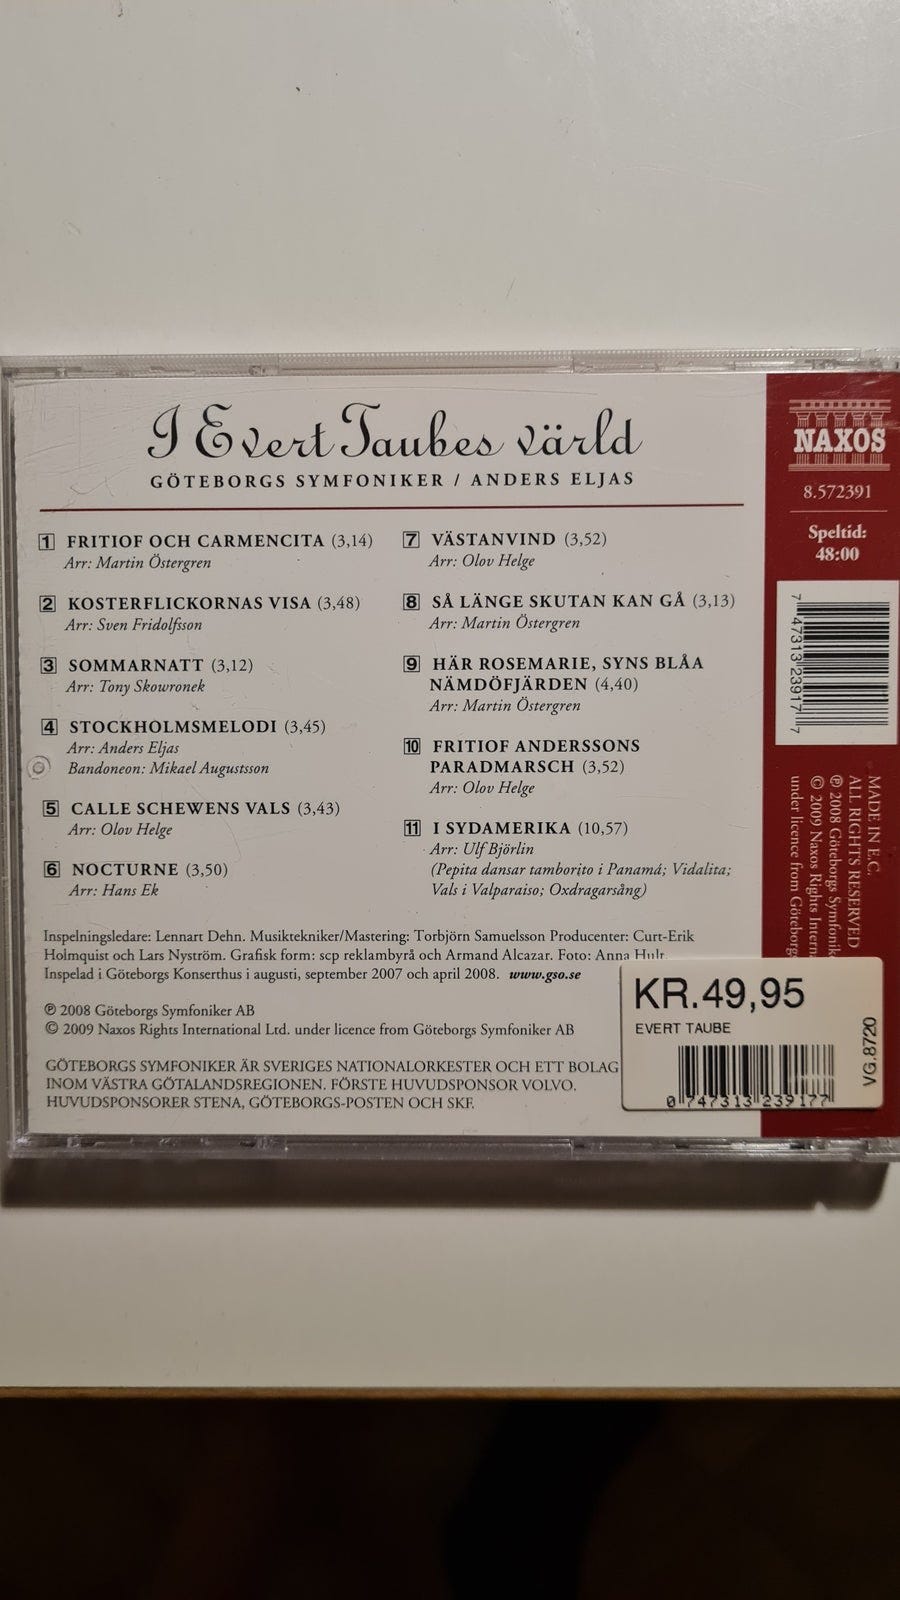 I Evert Taubes värld
GÖTEBORGS SYMFONIKER / ANDERS ELJAS
1 FRITIOF OCH CARMENCITA (3,14)
Arr: Martin Östergren
2 KOSTERFLICKORNAS VISA (3,48)
Arr: Sven Fridolfsson
3 SOMMARNATT (3,12)
Arr: Tony Skowronek
4 STOCKHOLMSMELODI (3,45)
Arr: Anders Eljas
Bandoneon: Mikael Augustsson
5 CALLE SCHEWENS VALS (3,43)
Arr: Olov Helge
6 NOCTURNE (3,50)
Arr: Hans Ek
7 VÄSTANVIND (3,52)
Arr: Olov Helge
8 SÅ LÄNGE SKUTAN KAN GÅ (3,13)
Arr: Martin Östergren
9 HÄR ROSEMARIE, SYNS BLÅA
NÄMDÖFJÄRDEN (4,40)
Arr: Martin Östergren
10 FRITIOF ANDERSSONS
PARADMARSCH (3,52)
Arr: Olov Helge
11 I SYDAMERIKA (10,57)
Arr: Ulf Björlin
(Pepita dansar tamborito i Panamá; Vidalita;
Vals i Valparaiso; Oxdragarsång)
Inspelningsledare: Lennart Dehn. Musiktekniker/Mastering: Torbjörn Samuelsson Producenter: Curt-Erik
Holmquist och Lars Nyström. Grafisk form: scp reklambyrå och Armand Alcazar. Foto: Anna Hult.
Inspelad i Göteborgs Konserthus i augusti, september 2007 och april 2008. www.gso.se
℗ 2008 Göteborgs Symfoniker AB
© 2009 Naxos Rights International Ltd. under licence from Göteborgs Symfoniker AB
GÖTEBORGS SYMFONIKER ÄR SVERIGES NATIONALORKESTER OCH ETT BOLAG
INOM VÄSTRA GÖTALANDSREGIONEN. FÖRSTE HUVUDSPONSOR VOLVO.
HUVUDSPONSORER STENA, GÖTEBORGS-POSTEN OCH SKF.
NAXOS
8.572391
Speltid:
48:00
7 47313 23917 7
MADE IN E.C.
ALL RIGHTS RESERVED
℗ 2008 Göteborgs
© 2009 Naxos Rights
under licence from
KR.49,95
EVERT TAUBE
0 747313 239177
VG.8720